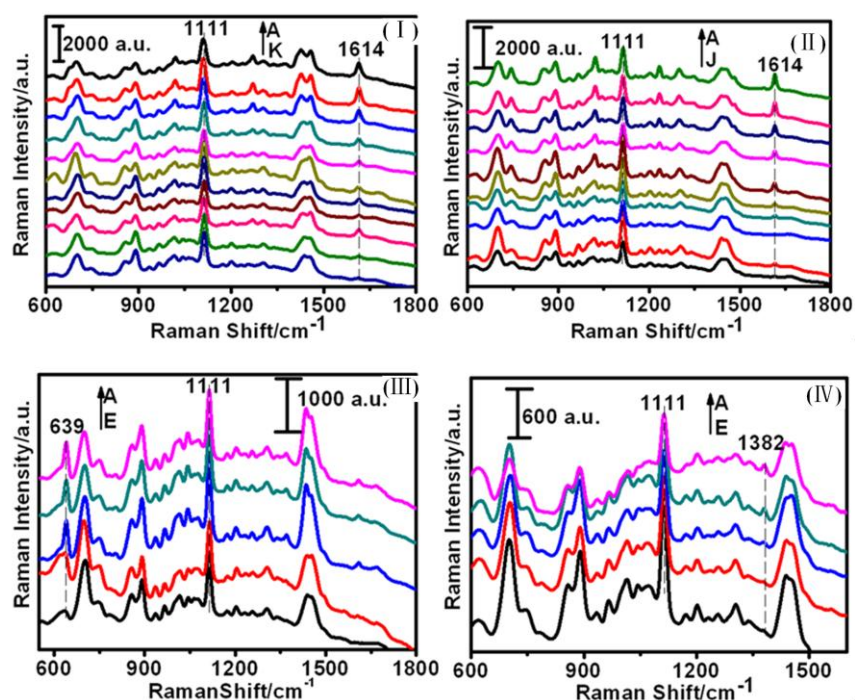 1111
A
K
( I )
2000 a.u.
1614
Raman Intensity/a.u.
600 900 1200 1500 1800
Raman Shift/cm-1
1111
A
J
(II)
2000 a.u.
1614
Raman Intensity/a.u.
600 900 1200 1500 1800
Raman Shift/cm-1
1111
A
E
(III)
1000 a.u.
639
Raman Intensity/a.u.
600 900 1200 1500 1800
RamanShift/cm-1
1111
A
E
(IV)
600 a.u.
1382
Raman Intensity/a.u.
600 900 1200 1500
Raman Shift/cm-1